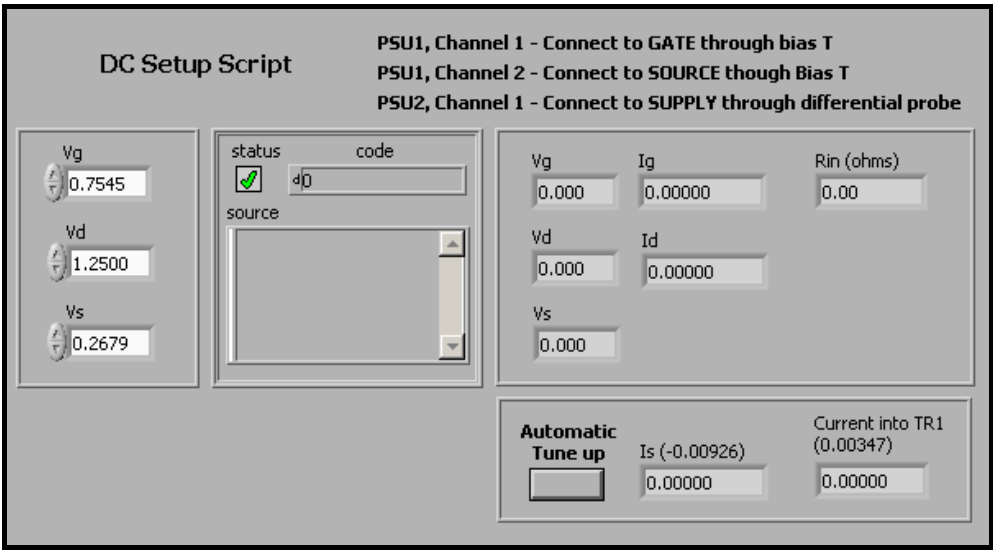 DC Setup Script
PSU1, Channel 1 - Connect to GATE through bias T
PSU1, Channel 2 - Connect to SOURCE though Bias T
PSU2, Channel 1 - Connect to SUPPLY through differential probe
Vg
0.7545
Vd
1.2500
Vs
0.2679
status
code
d0
source
Vg
0.000
Ig
0.00000
Rin (ohms)
0.00
Vd
0.000
Id
0.00000
Vs
0.000
Automatic
Tune up
Is (-0.00926)
0.00000
Current into TR1
(0.00347)
0.00000